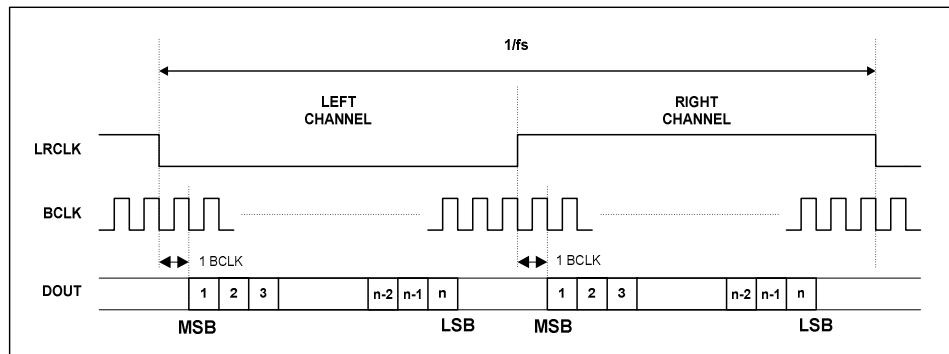 1/fs
LEFT
CHANNEL
RIGHT
CHANNEL
LRCLK
BCLK
1 BCLK
1 BCLK
DOUT
1 2 3 n-2 n-1 n 1 2 3 n-2 n-1 n
MSB LSB MSB LSB